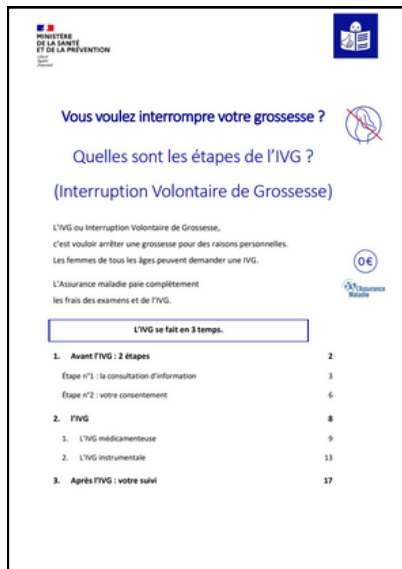 MINISTÈRE
DE LA SANTÉ
ET DE LA PRÉVENTION
Liberté
Égalité
Fraternité
Vous voulez interrompre votre grossesse ?
Quelles sont les étapes de l'IVG ?
(Interruption Volontaire de Grossesse)
L'IVG ou Interruption Volontaire de Grossesse,
c'est vouloir arrêter une grossesse pour des raisons personnelles.
Les femmes de tous les âges peuvent demander une IVG.
0€
L'Assurance maladie paie complètement
les frais des examens et de l'IVG.
l'Assurance
Maladie
L'IVG se fait en 3 temps.
1. Avant l'IVG : 2 étapes 2
Étape n°1 : la consultation d'information 3
Étape n°2 : votre consentement 6
2. l'IVG 8
1. L'IVG médicamenteuse 9
2. L'IVG instrumentale 13
3. Après l'IVG : votre suivi 17